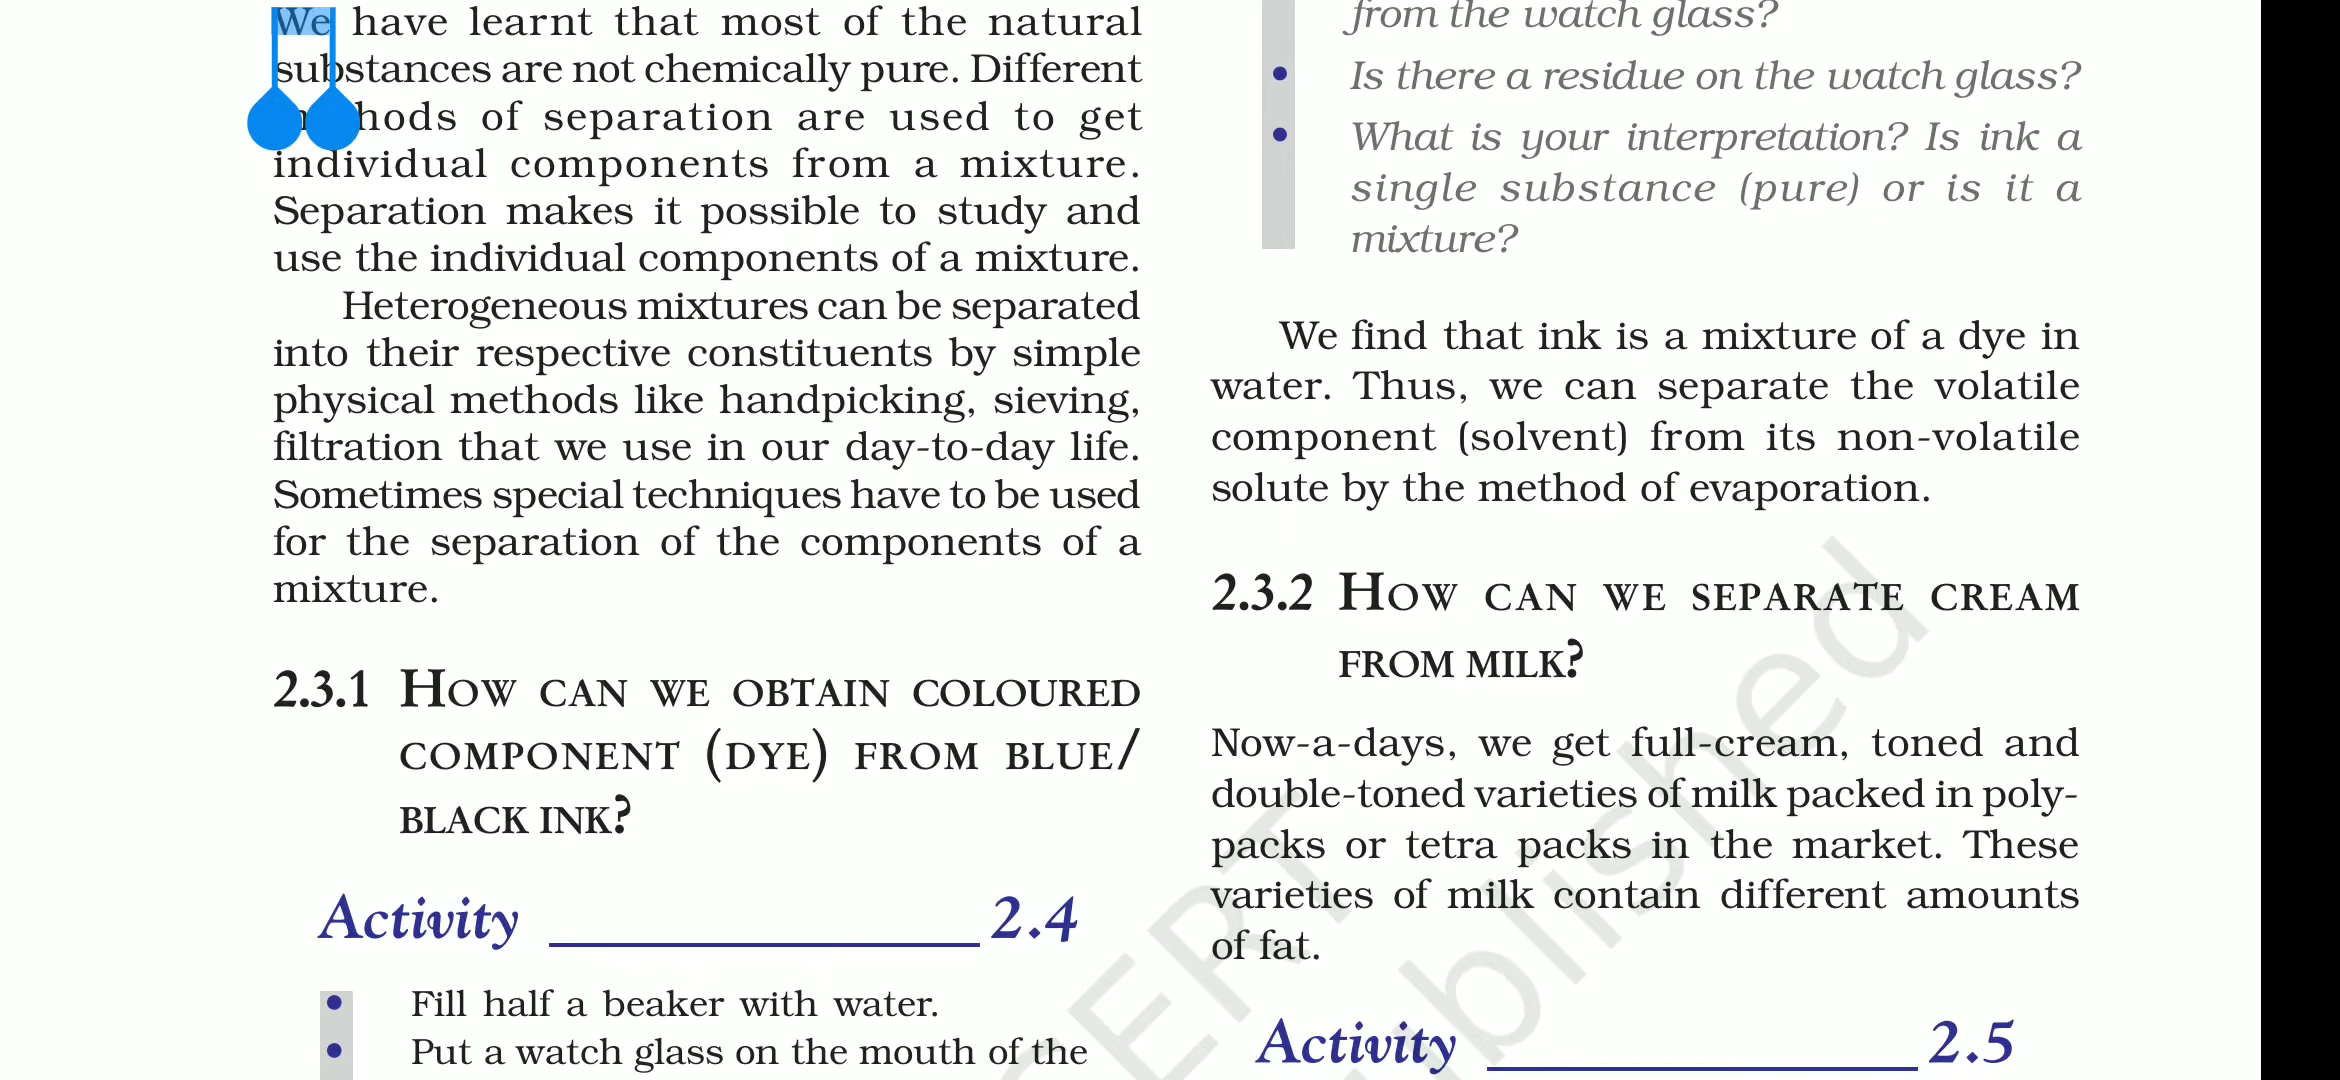 We have learnt that most of the natural
substances are not chemically pure. Different
methods of separation are used to get
individual components from a mixture.
Separation makes it possible to study and
use the individual components of a mixture.
Heterogeneous mixtures can be separated
into their respective constituents by simple
physical methods like handpicking, sieving,
filtration that we use in our day-to-day life.
Sometimes special techniques have to be used
for the separation of the components of a
mixture.
2.3.1 HOW CAN WE OBTAIN COLOURED
COMPONENT (DYE) FROM BLUE/
BLACK INK?
Activity 2.4
• Fill half a beaker with water.
• Put a watch glass on the mouth of the
from the watch glass?
• Is there a residue on the watch glass?
• What is your interpretation? Is ink a
single substance (pure) or is it a
mixture?
We find that ink is a mixture of a dye in
water. Thus, we can separate the volatile
component (solvent) from its non-volatile
solute by the method of evaporation.
2.3.2 HOW CAN WE SEPARATE CREAM
FROM MILK?
Now-a-days, we get full-cream, toned and
double-toned varieties of milk packed in poly-
packs or tetra packs in the market. These
varieties of milk contain different amounts
of fat.
Activity 2.5